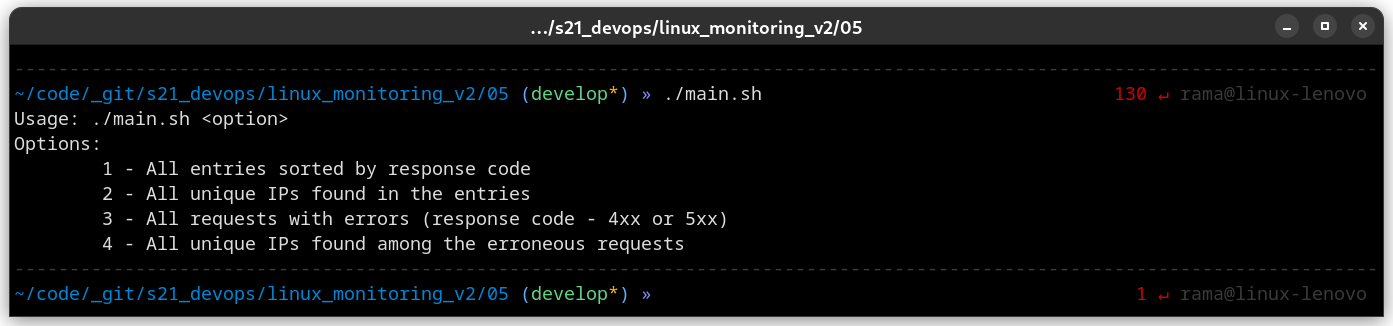 .../s21_devops/linux_monitoring_v2/05
~/code/_git/s21_devops/linux_monitoring_v2/05 (develop*) » ./main.sh 130 ↵ rama@linux-lenovo
Usage: ./main.sh <option>
Options:
        1 - All entries sorted by response code
        2 - All unique IPs found in the entries
        3 - All requests with errors (response code - 4xx or 5xx)
        4 - All unique IPs found among the erroneous requests
~/code/_git/s21_devops/linux_monitoring_v2/05 (develop*) » 1 ↵ rama@linux-lenovo